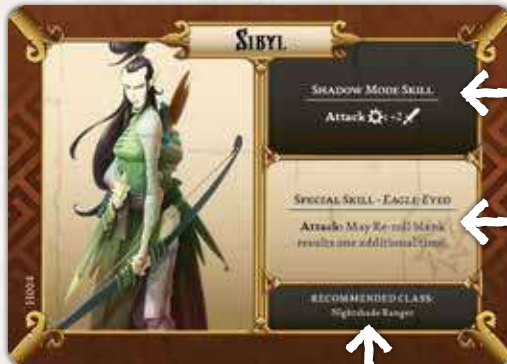 SIBYL
SHADOW MODE SKILL
Attack : +2
SPECIAL SKILL - EAGLE EYED
Attack: May Re-roll blank
results one additional time.
RECOMMENDED CLASS:
Nightshade Ranger
H004